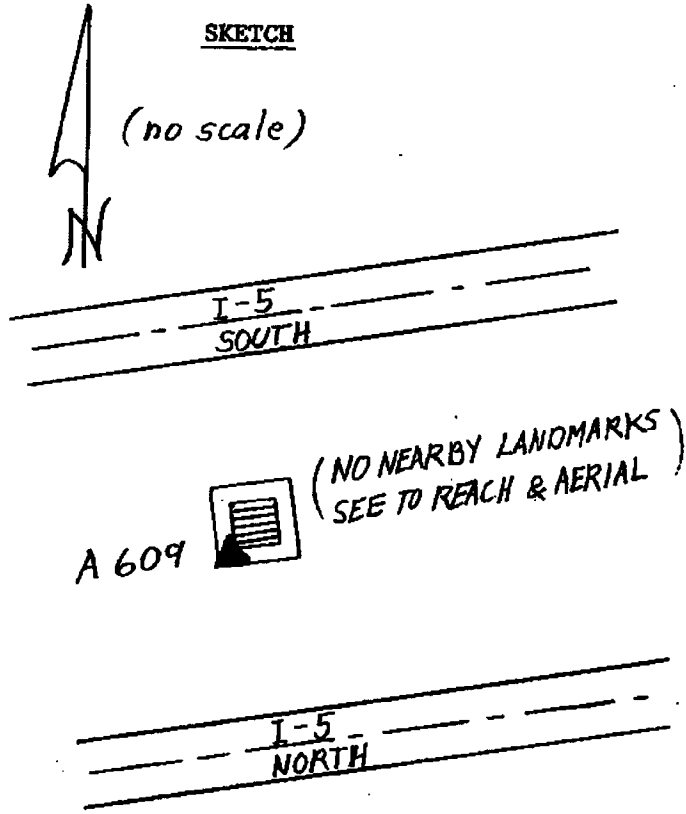 SKETCH
(no scale)
N
I-5
SOUTH
(NO NEARBY LANDMARKS
SEE TO REACH & AERIAL)
A 609
I-5
NORTH